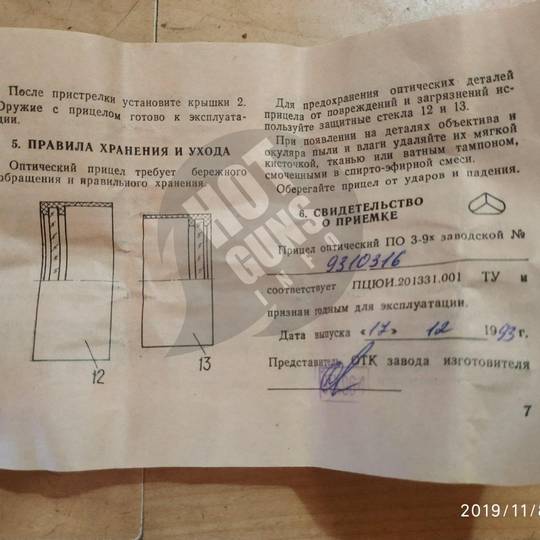 После пристрелки установите крышки 2.
Оружие с прицелом готово к эксплуата-
ции.
5. ПРАВИЛА ХРАНЕНИЯ И УХОДА
Оптический прицел требует бережного
обращения и правильного хранения.
12
13
Для предохранения оптических деталей
прицела от повреждений и загрязнений ис-
пользуйте защитные стекла 12 и 13.
При появлении на деталях объектива и
окуляра пыли и влаги удаляйте их мягкой
кисточкой, тканью или ватным тампоном,
смоченными в спирто-эфирной смеси.
Оберегайте прицел от ударов и падения.
6. СВИДЕТЕЛЬСТВО
О ПРИЕМКЕ
Прицел оптический ПО 3-9х заводской №
9310316
соответствует ПЦЮИ.201331.001 ТУ и
признан годным для эксплуатации.
Дата выпуска «17» 12 1993г.
Представитель ОТК завода изготовителя
7
HOT
GUNS
INFO
2019/11/8